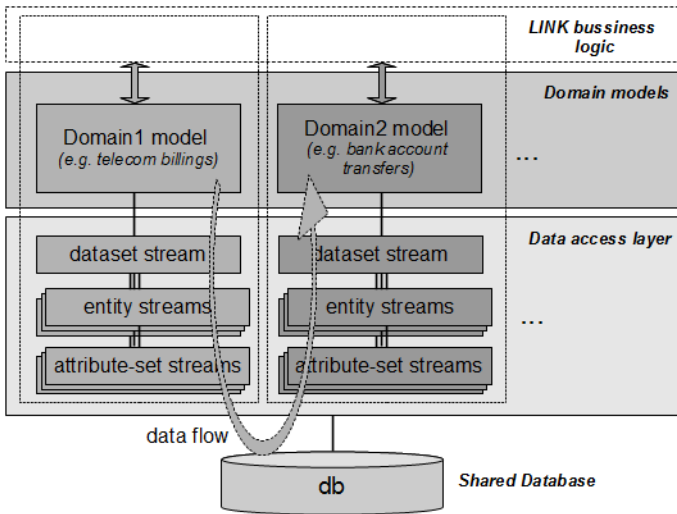 LINK bussiness
logic
Domain models
Domain1 model
(e.g. telecom billings)
Domain2 model
(e.g. bank account
transfers)
...
Data access layer
dataset stream
dataset stream
entity streams
entity streams
...
attribute-set streams
attribute-set streams
data flow
db
Shared Database